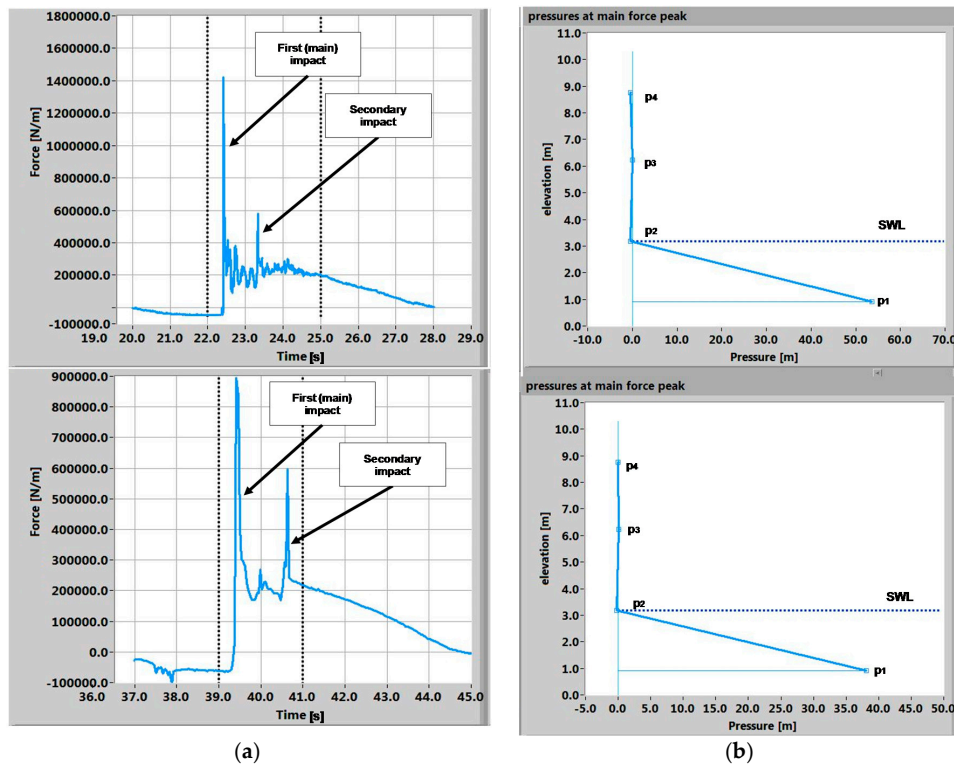 1800000.0
1600000.0
1400000.0
1200000.0
1000000.0
800000.0
600000.0
400000.0
200000.0
-100000.0
Force [N/m]
First (main)
impact
Secondary
impact
19.0 20.0 21.0 22.0 23.0 24.0 25.0 26.0 27.0 28.0 29.0
Time [s]
pressures at main force peak
11.0
10.0
9.0
8.0
7.0
6.0
5.0
4.0
3.0
2.0
1.0
0.0
elevation [m]
p4
p3
p2
SWL
p1
-10.0 0.0 10.0 20.0 30.0 40.0 50.0 60.0 70.0
Pressure [m]
900000.0
800000.0
700000.0
600000.0
500000.0
400000.0
300000.0
200000.0
100000.0
0.0
-100000.0
Force [N/m]
First (main)
impact
Secondary
impact
36.0 37.0 38.0 39.0 40.0 41.0 42.0 43.0 44.0 45.0
Time [s]
pressures at main force peak
11.0
10.0
9.0
8.0
7.0
6.0
5.0
4.0
3.0
2.0
1.0
0.0
elevation [m]
p4
p3
p2
SWL
p1
-5.0 0.0 5.0 10.0 15.0 20.0 25.0 30.0 35.0 40.0 45.0 50.0
Pressure [m]
(a)
(b)